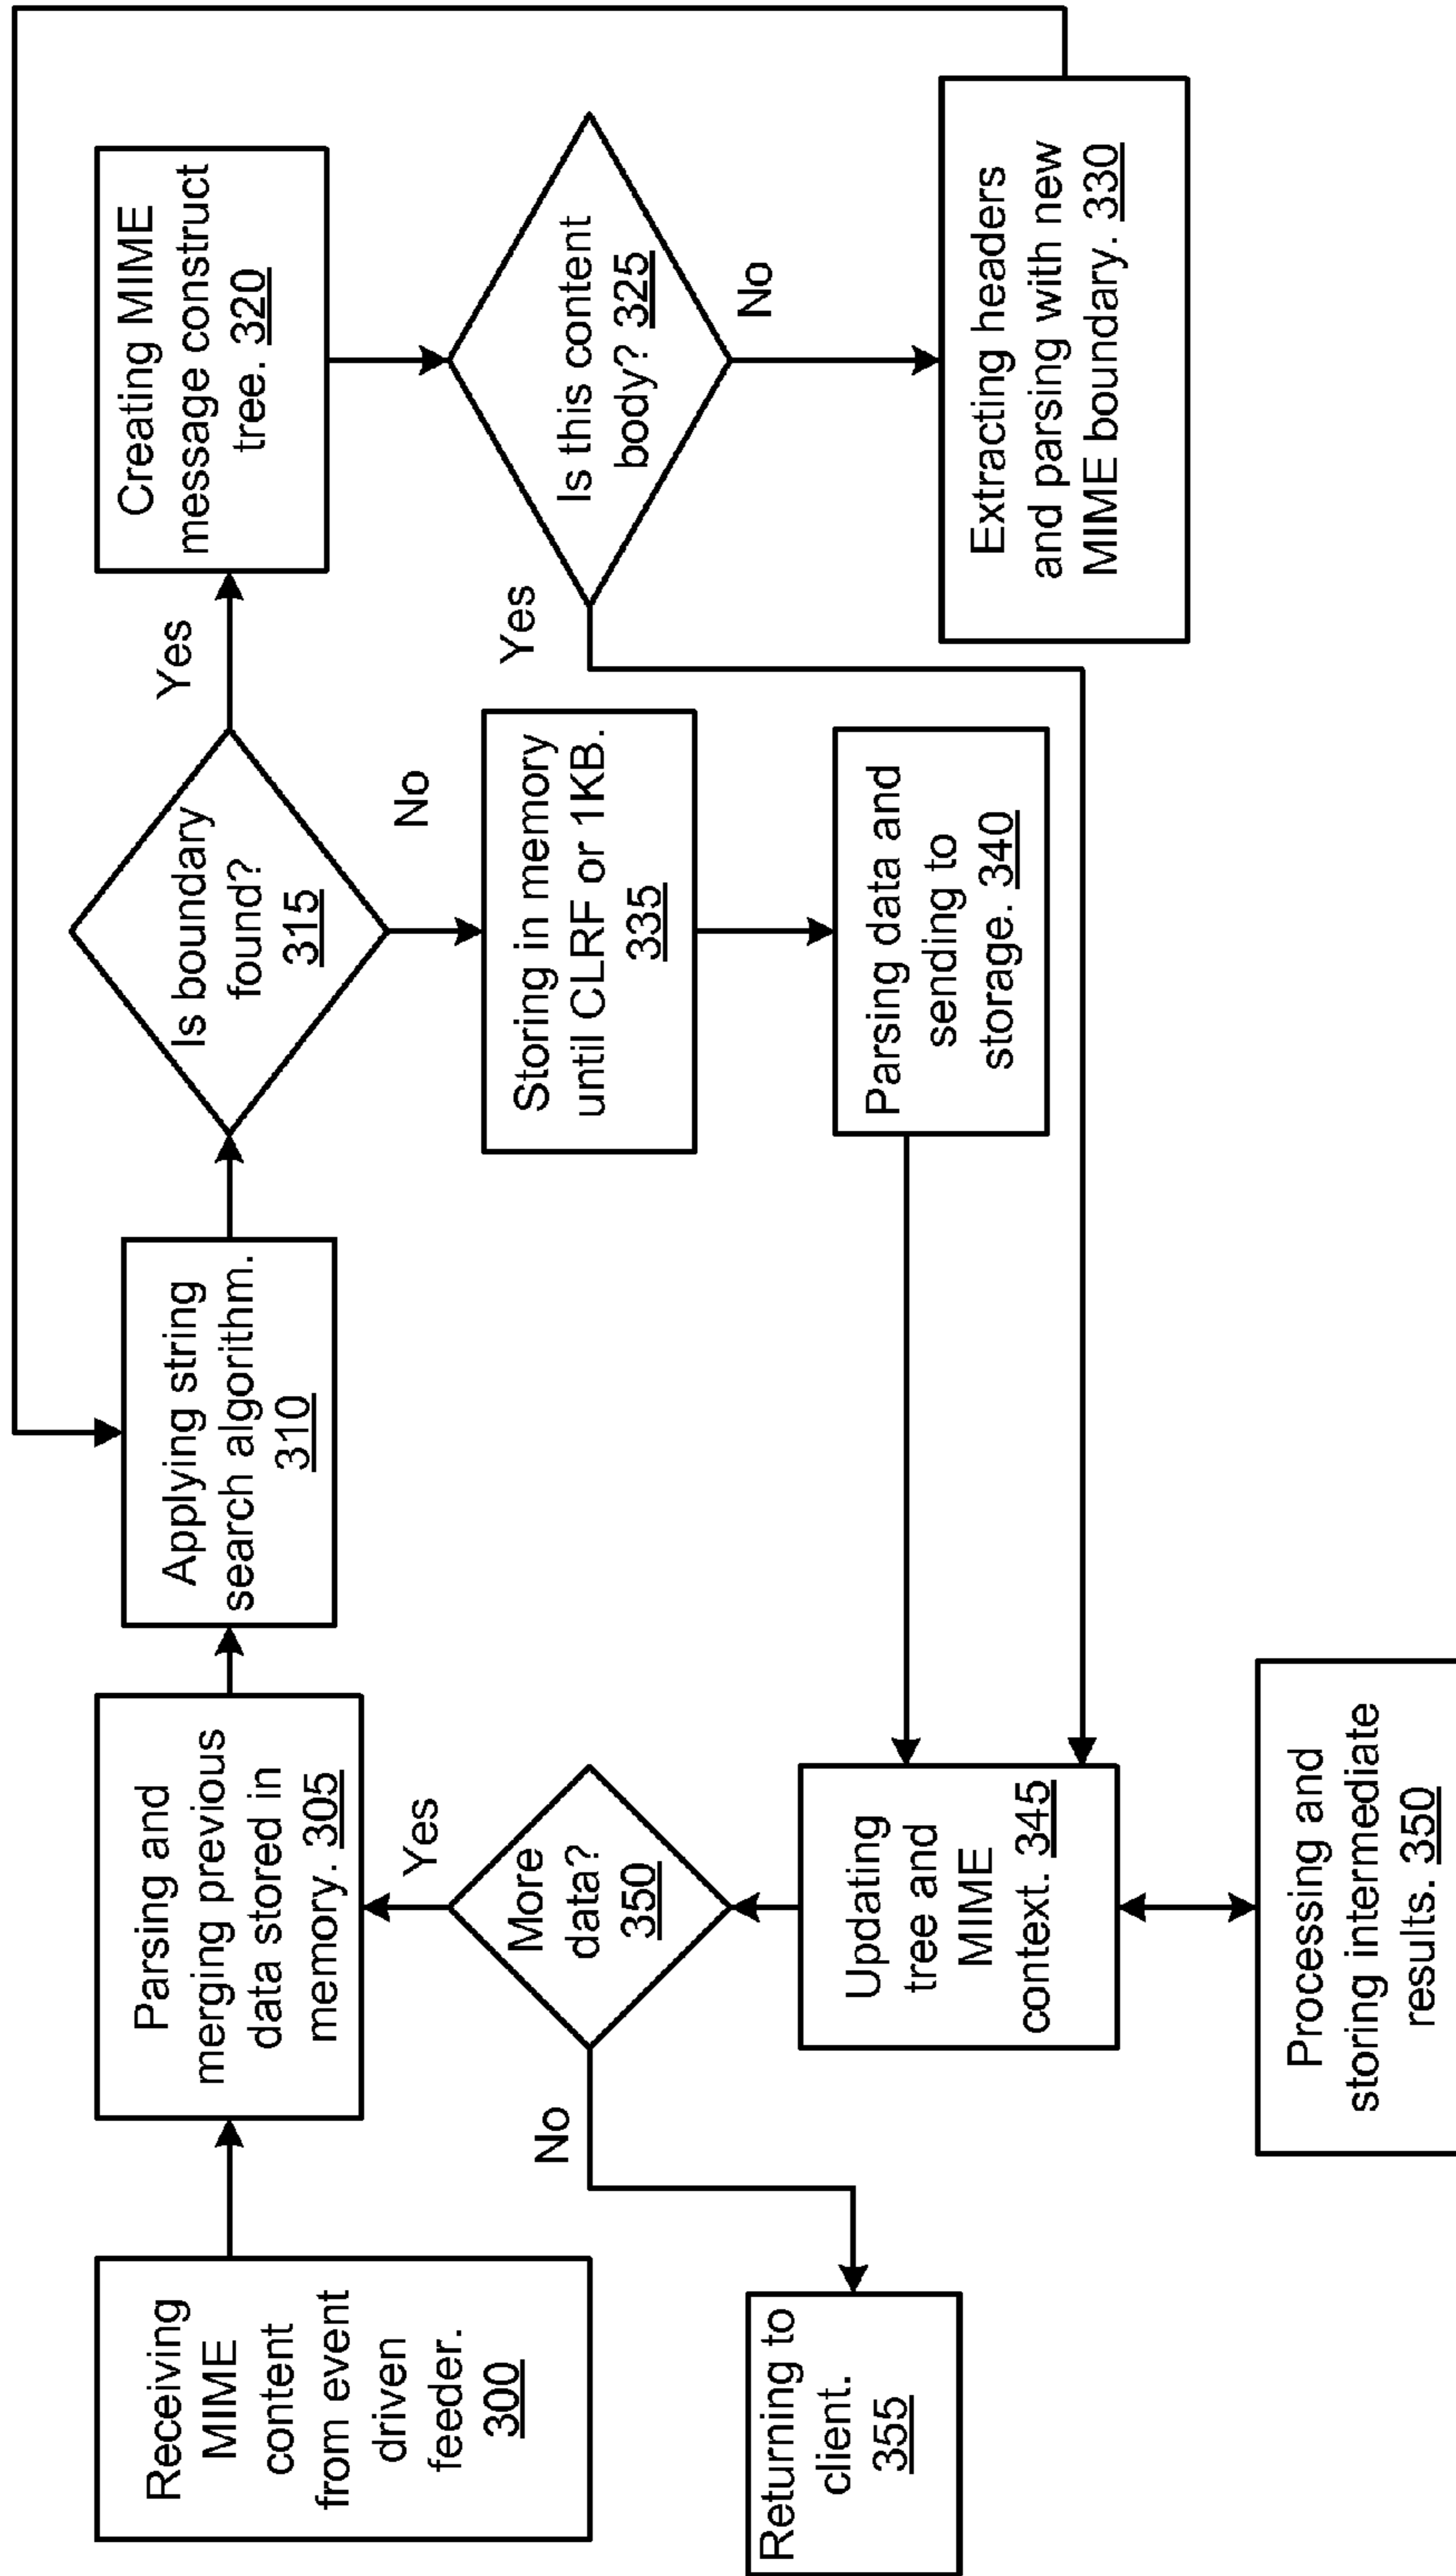 Receiving
MIME
content
from event
driven
feeder.
300
Parsing and
merging previous
data stored in
memory. 305
Applying string
search algorithm.
310
Is boundary
found?
315
Yes
No
Creating MIME
message construct
tree. 320
Is this content
body? 325
Yes
No
Extracting headers
and parsing with new
MIME boundary. 330
Storing in memory
until CLRF or 1KB.
335
Parsing data and
sending to
storage. 340
Updating
tree and
MIME
context. 345
Processing and
storing intermediate
results. 350
More
data?
350
Yes
No
Returning to
client.
355